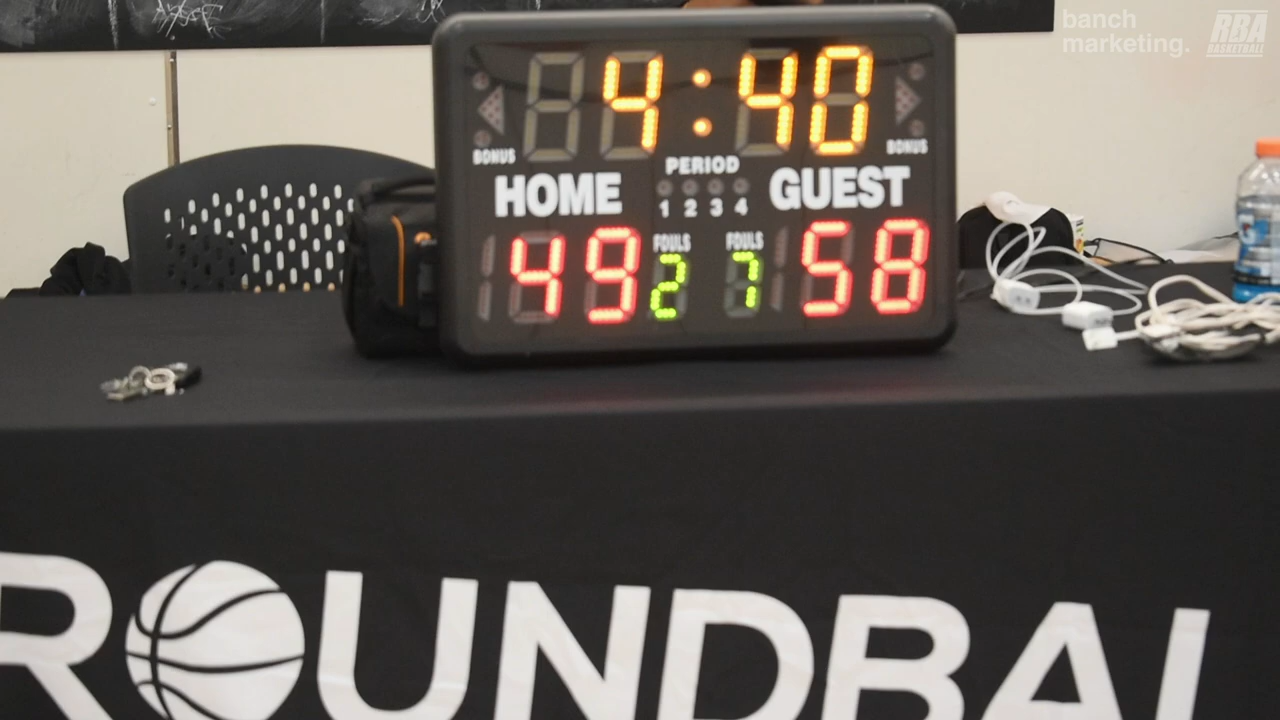 banch
marketing.
RBA
BASKETBALL
4:40
BONUS
BONUS
PERIOD
HOME
GUEST
1 2 3 4
FOULS
FOULS
49
2
7
58
ROUNDBAL